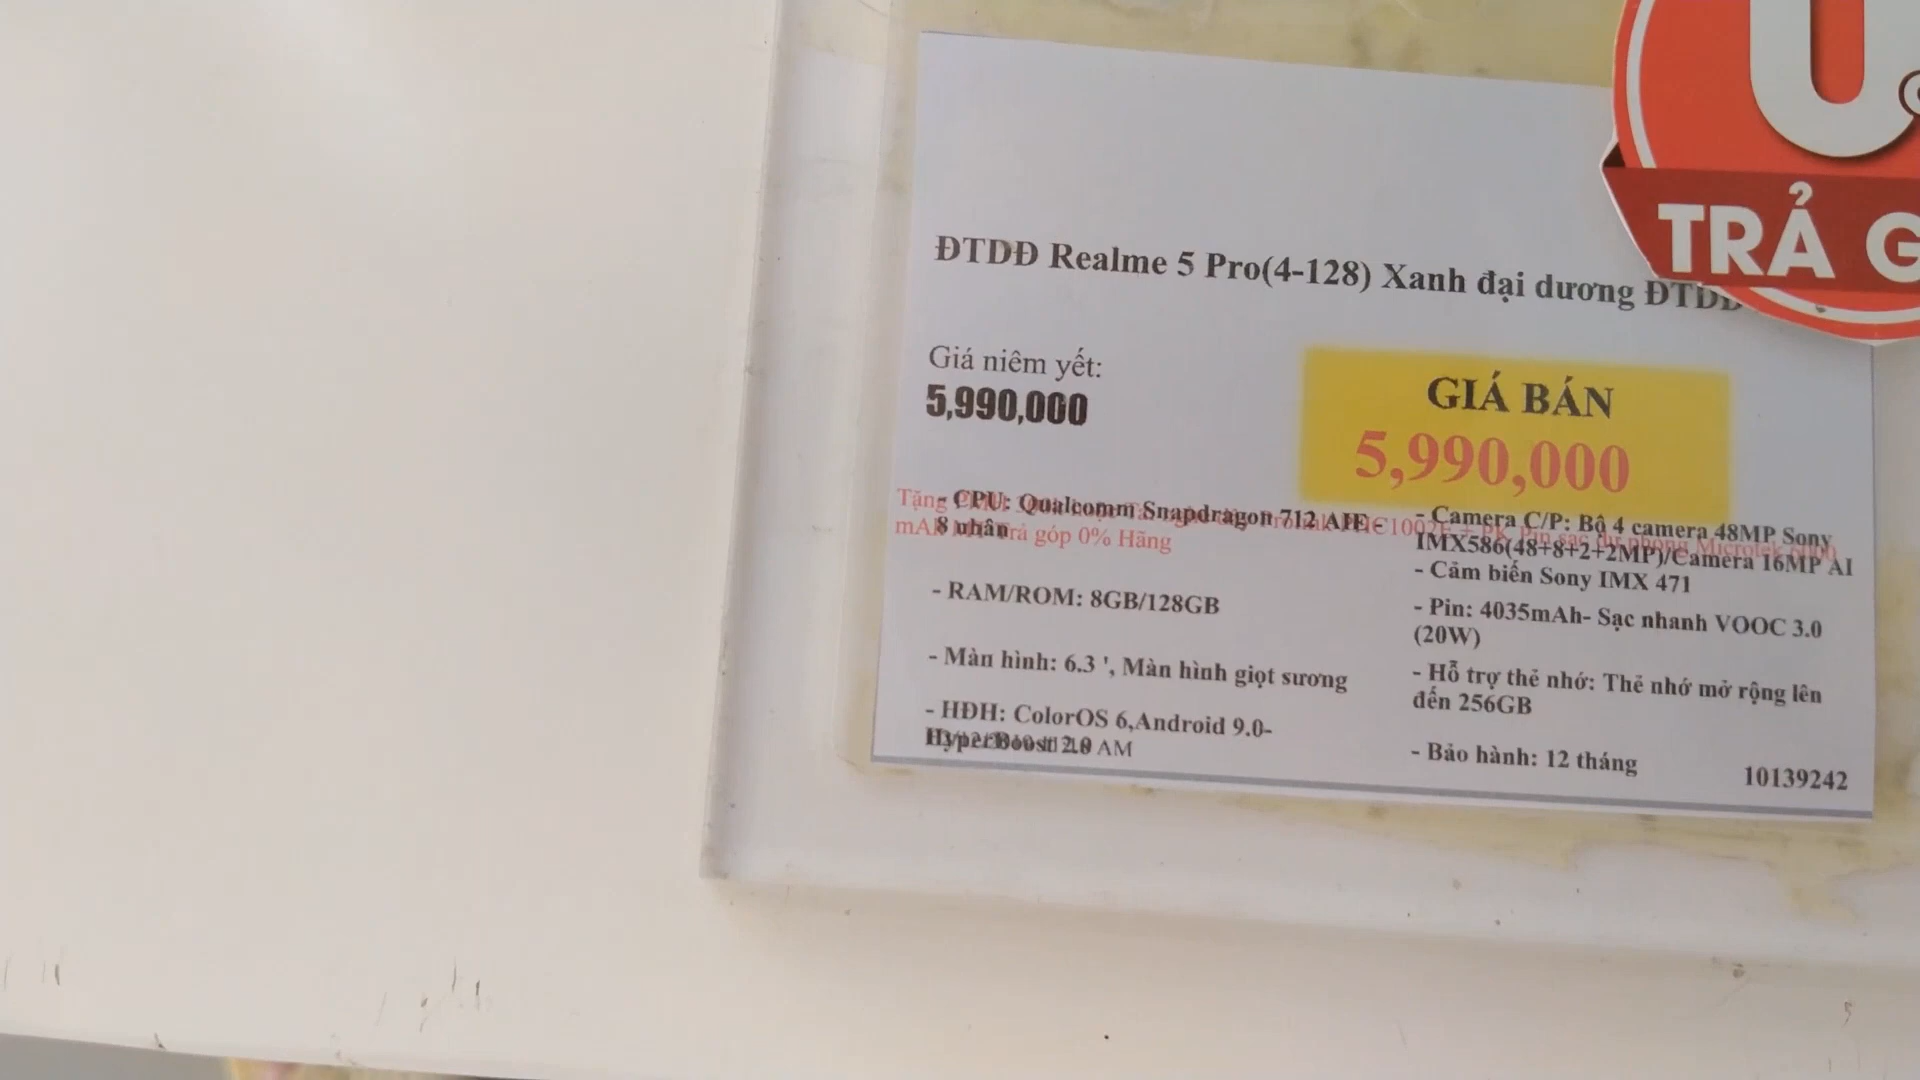 TRẢ G
ĐTDĐ Realme 5 Pro(4-128) Xanh đại dương ĐTDĐ
Giá niêm yết:
5,990,000
GIÁ BÁN
5,990,000
Tặng
- CPU: Qualcomm Snapdragon 712 AIE -
8 nhân
Trả góp 0% Hãng
- RAM/ROM: 8GB/128GB
- Màn hình: 6.3 ', Màn hình giọt sương
- HĐH: ColorOS 6,Android 9.0-
HyperBoost 2.0 AM
- Camera C/P: Bộ 4 camera 48MP Sony
IMX586(48+8+2+2MP)/Camera 16MP AI
- Cảm biến Sony IMX 471
- Pin: 4035mAh- Sạc nhanh VOOC 3.0
(20W)
- Hỗ trợ thẻ nhớ: Thẻ nhớ mở rộng lên
đến 256GB
- Bảo hành: 12 tháng
10139242